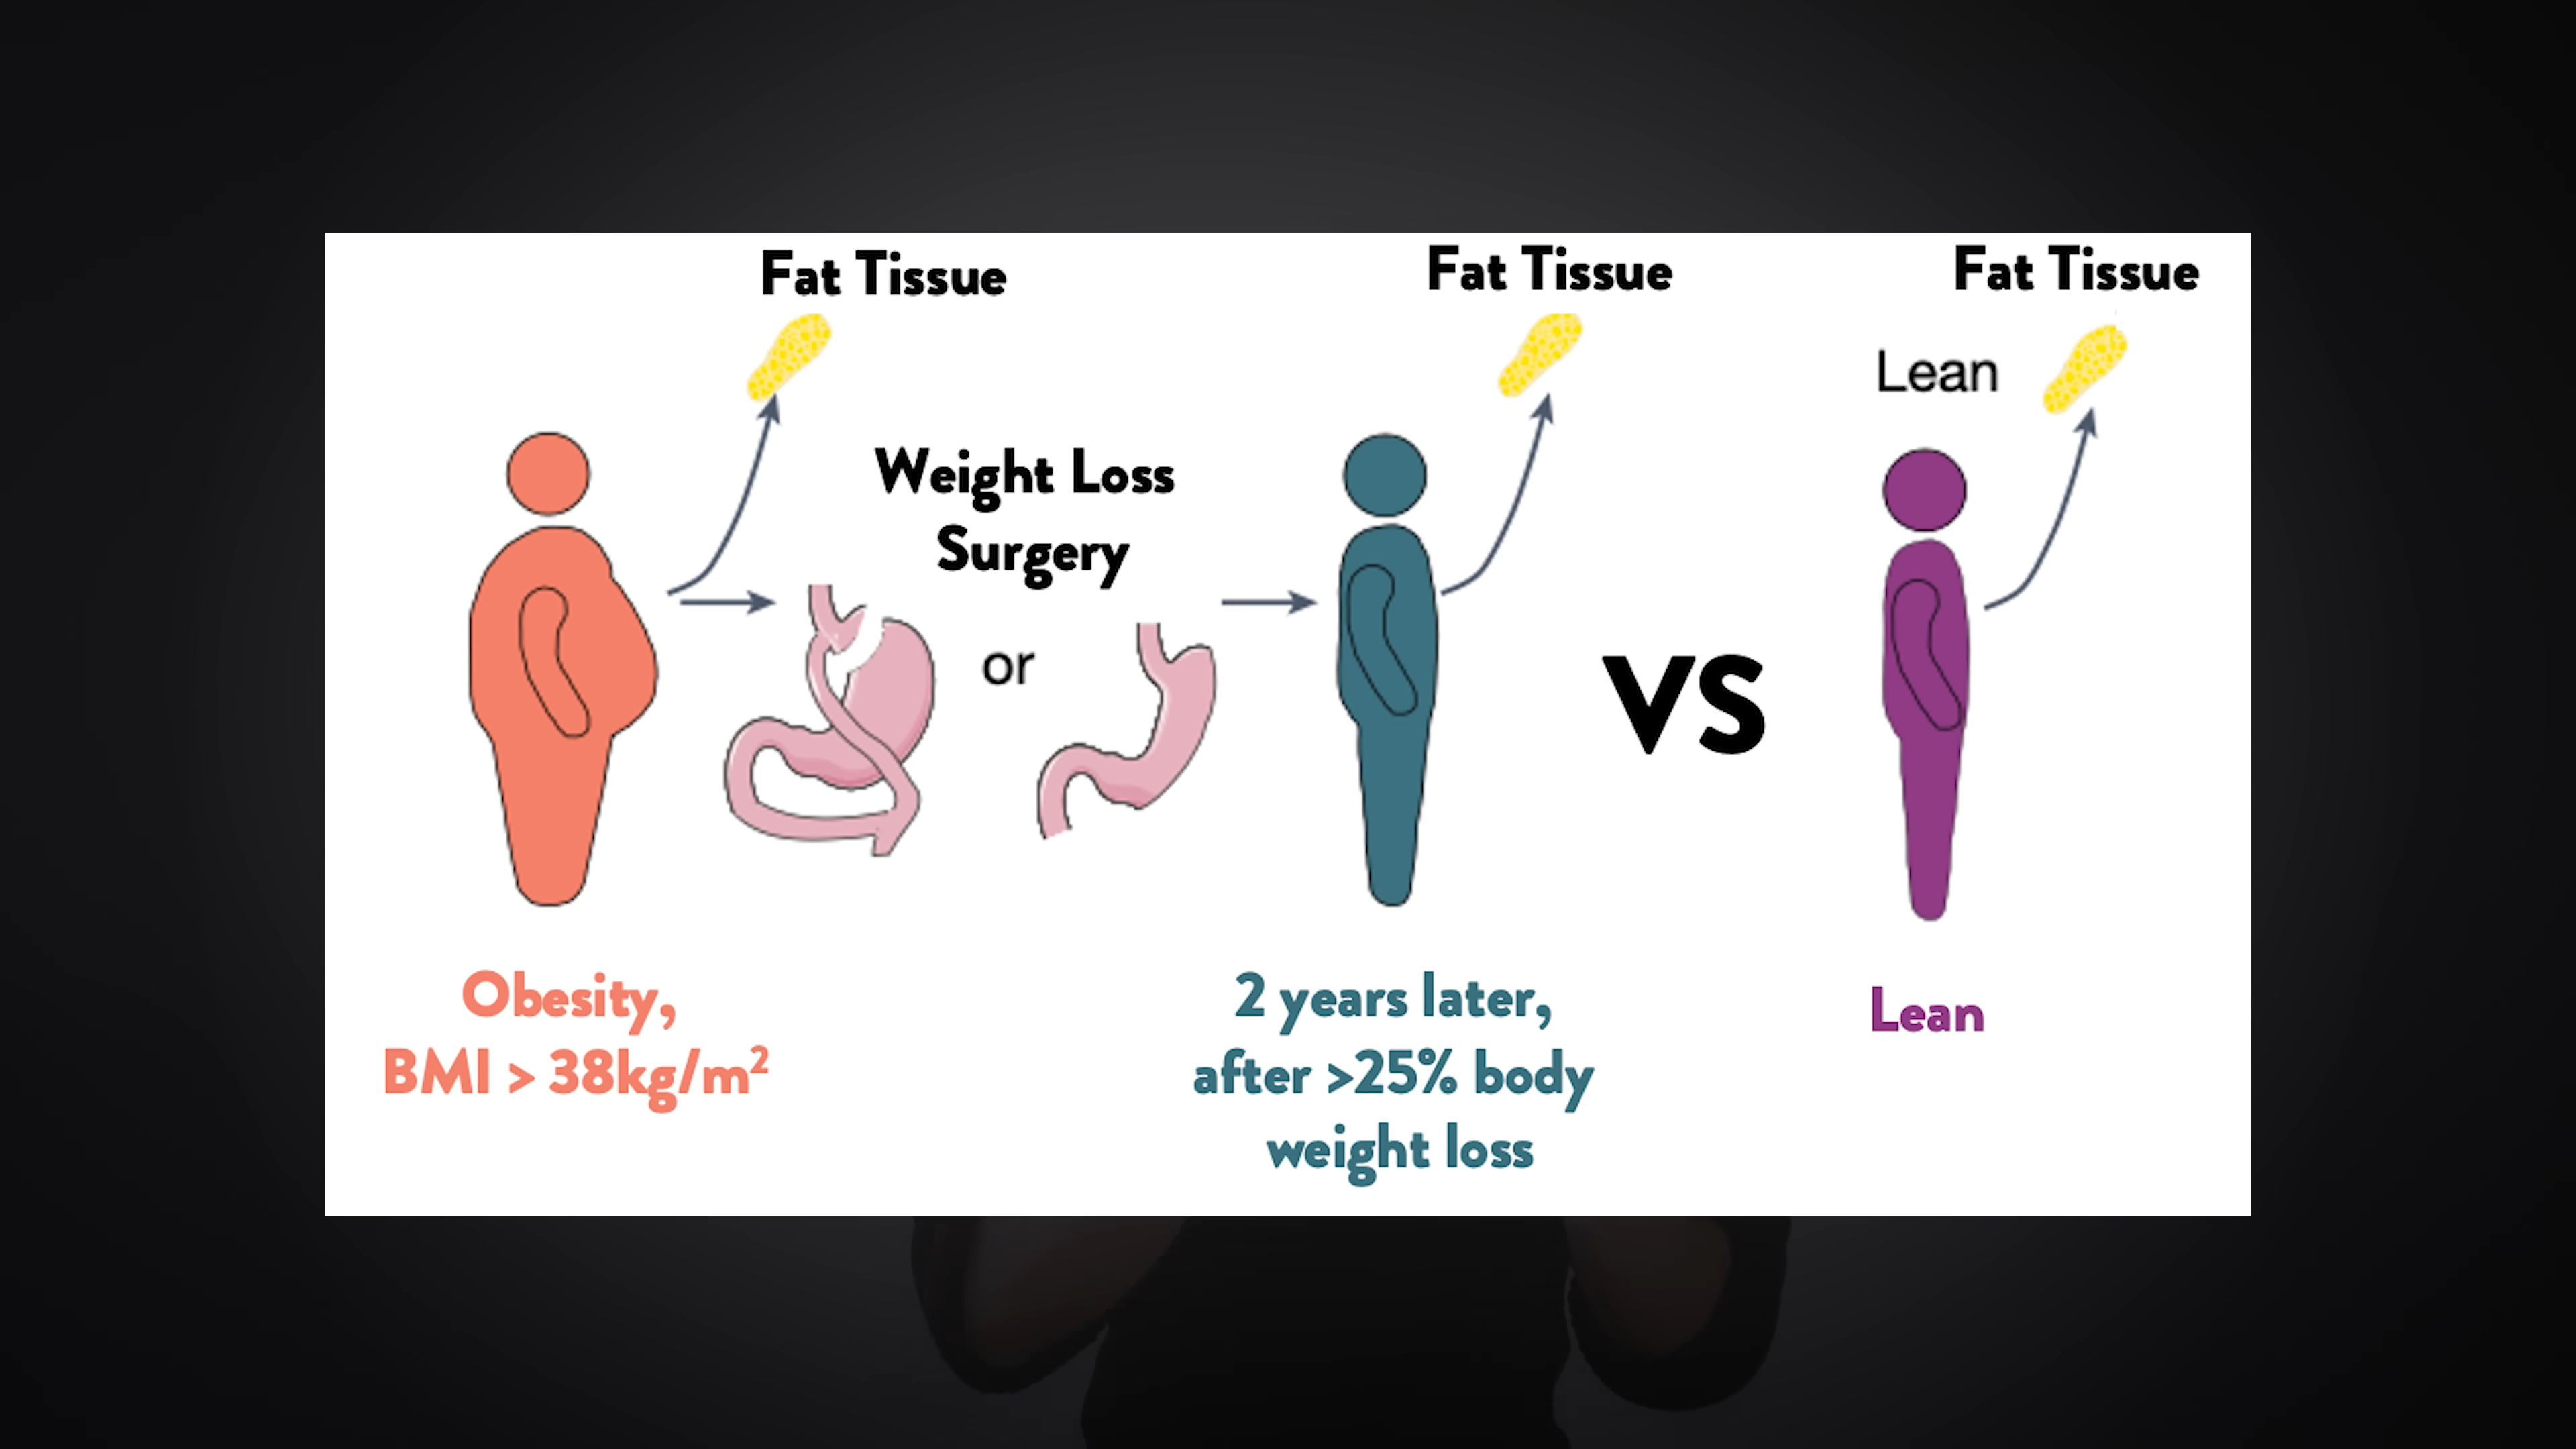 Fat Tissue
Fat Tissue
Fat Tissue
Lean
Weight Loss
Surgery
or
VS
Obesity,
BMI > 38kg/m²
2 years later,
after >25% body
weight loss
Lean